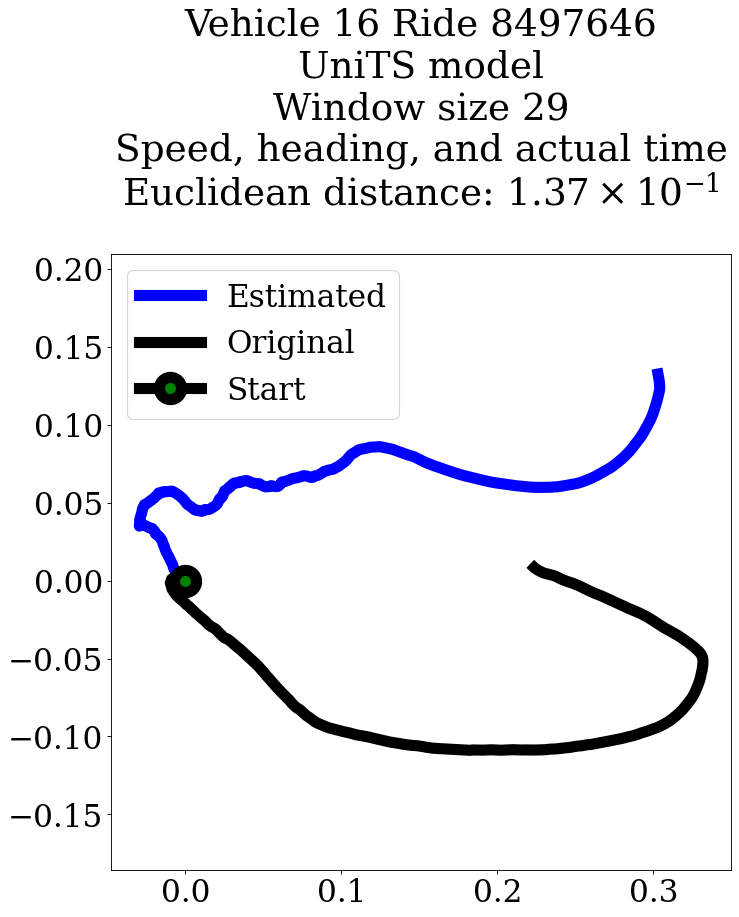 Vehicle 16 Ride 8497646
UniTS model
Window size 29
Speed, heading, and actual time
Euclidean distance: 1.37 × 10⁻¹
Estimated
Original
Start
0.20
0.15
0.10
0.05
0.00
−0.05
−0.10
−0.15
0.0 0.1 0.2 0.3